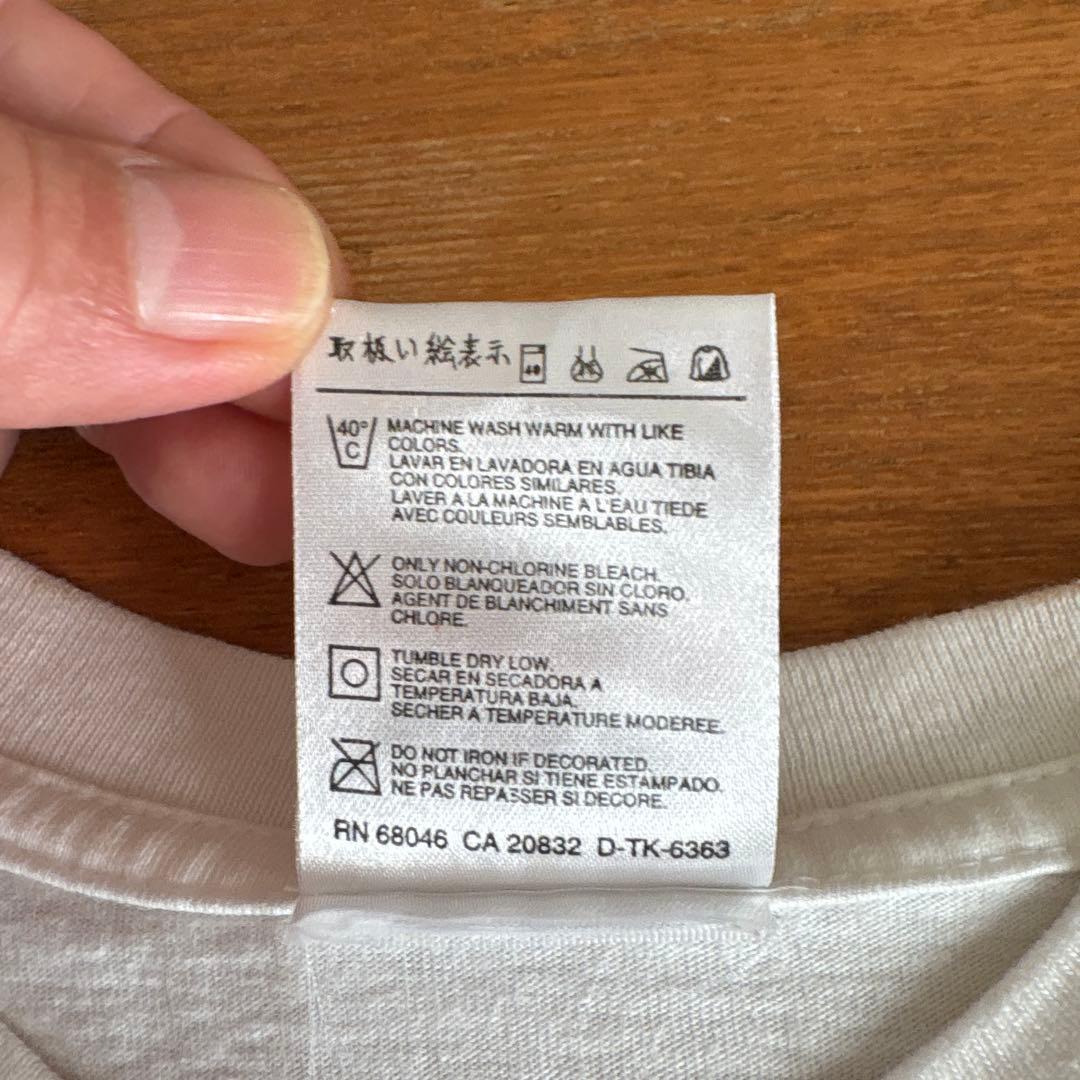 取扱い絵表示 40
40° C MACHINE WASH WARM WITH LIKE
COLORS.
LAVAR EN LAVADORA EN AGUA TIBIA
CON COLORES SIMILARES.
LAVER A LA MACHINE A L'EAU TIEDE
AVEC COULEURS SEMBLABLES.
ONLY NON-CHLORINE BLEACH.
SOLO BLANQUEADOR SIN CLORO.
AGENT DE BLANCHIMENT SANS
CHLORE.
TUMBLE DRY LOW.
SECAR EN SECADORA A
TEMPERATURA BAJA.
SECHER A TEMPERATURE MODEREE.
DO NOT IRON IF DECORATED.
NO PLANCHAR SI TIENE ESTAMPADO.
NE PAS REPASSER SI DECORE.
RN 68046 CA 20832 D-TK-6363